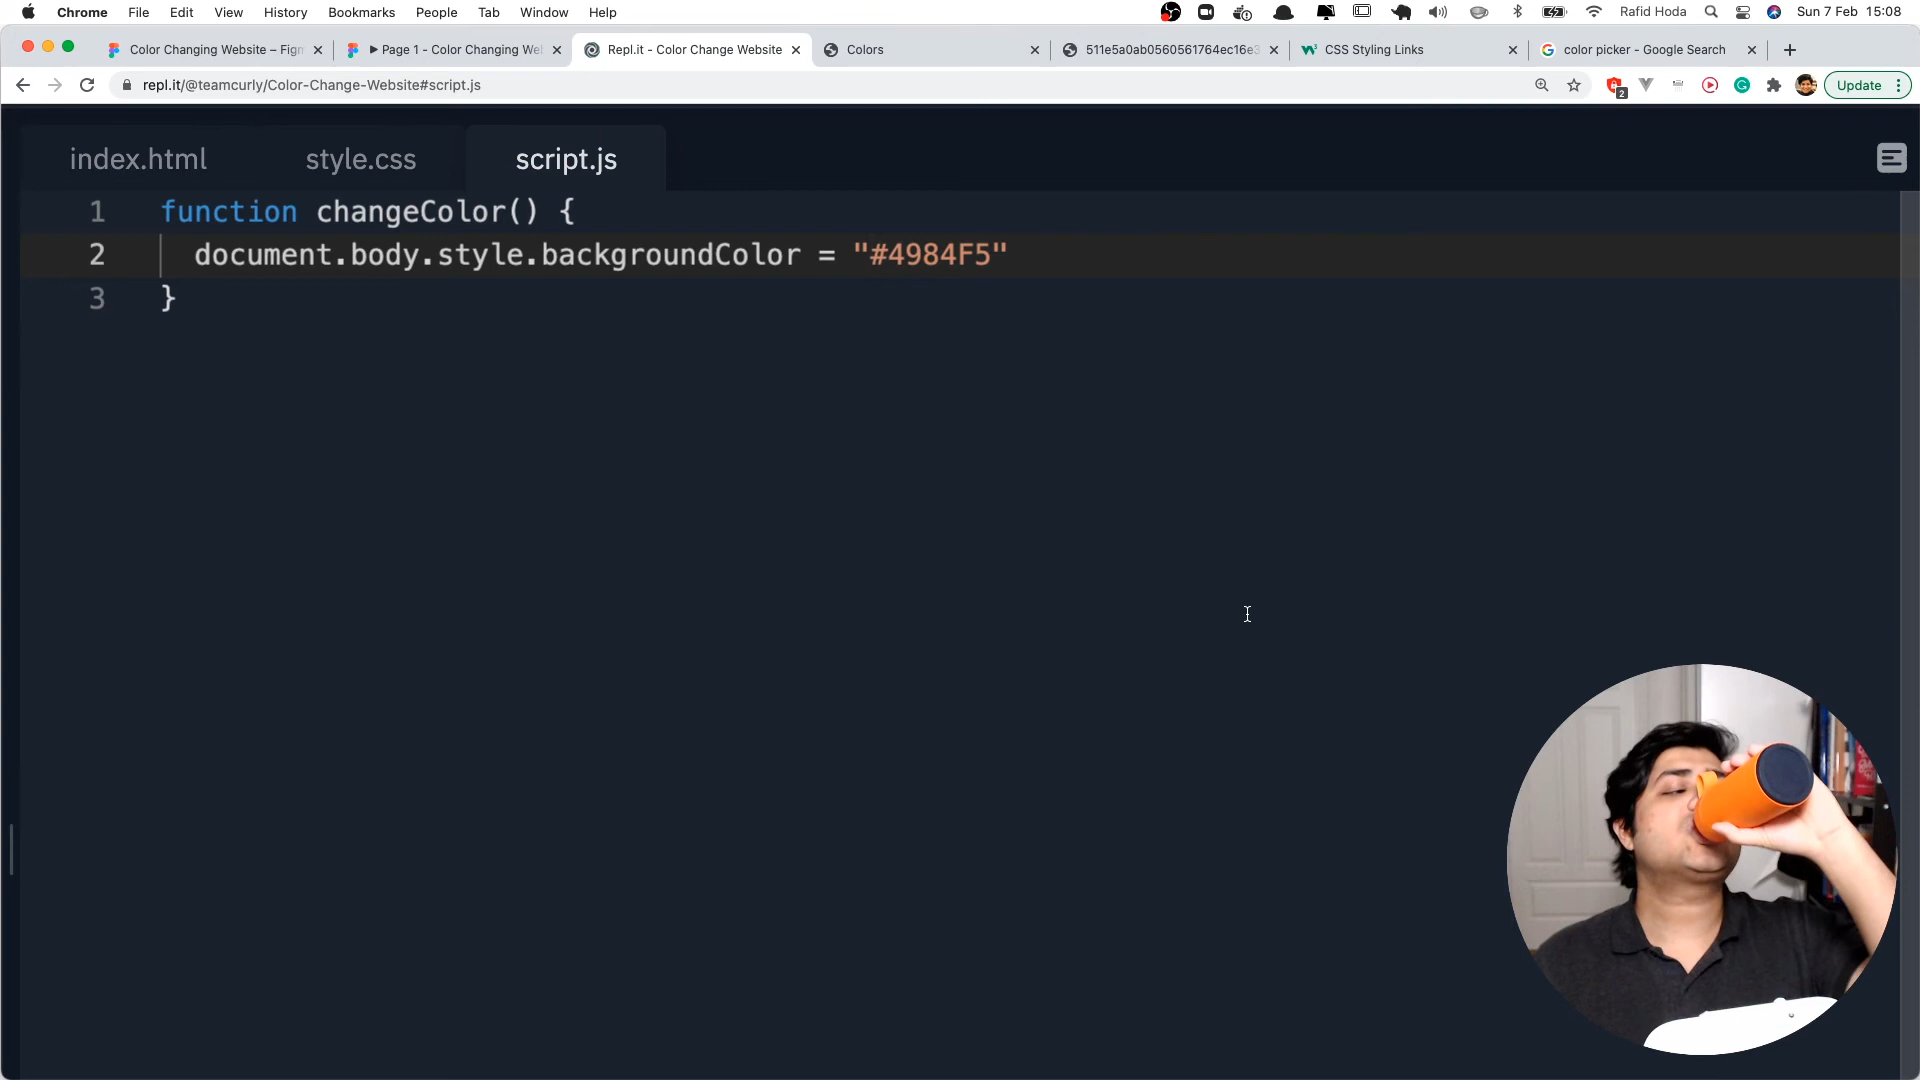 Chrome File Edit View History Bookmarks People Tab Window Help Rafid Hoda Sun 7 Feb 15:08
Color Changing Website – Figm ▶ Page 1 - Color Changing Wel Repl.it - Color Change Website Colors 511e5a0ab0560561764ec16e3 CSS Styling Links color picker - Google Search
repl.it/@teamcurly/Color-Change-Website#script.js 2 Update
index.html style.css script.js
1 function changeColor() {
2 document.body.style.backgroundColor = "#4984F5"
3 }